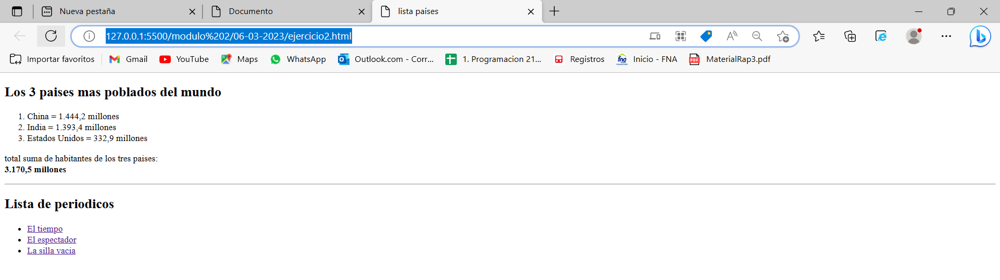 Nueva pestaña
Documento
lista paises
127.0.0.1:5500/modulo%202/06-03-2023/ejercicio2.html
Importar favoritos
Gmail
YouTube
Maps
WhatsApp
Outlook.com - Corr...
1. Programacion 21...
Registros
fna
Inicio - FNA
PDF
MaterialRap3.pdf
Los 3 paises mas poblados del mundo
1. China = 1.444,2 millones
2. India = 1.393,4 millones
3. Estados Unidos = 332,9 millones
total suma de habitantes de los tres paises:
3.170,5 millones
Lista de periodicos
• El tiempo
• El espectador
• La silla vacia